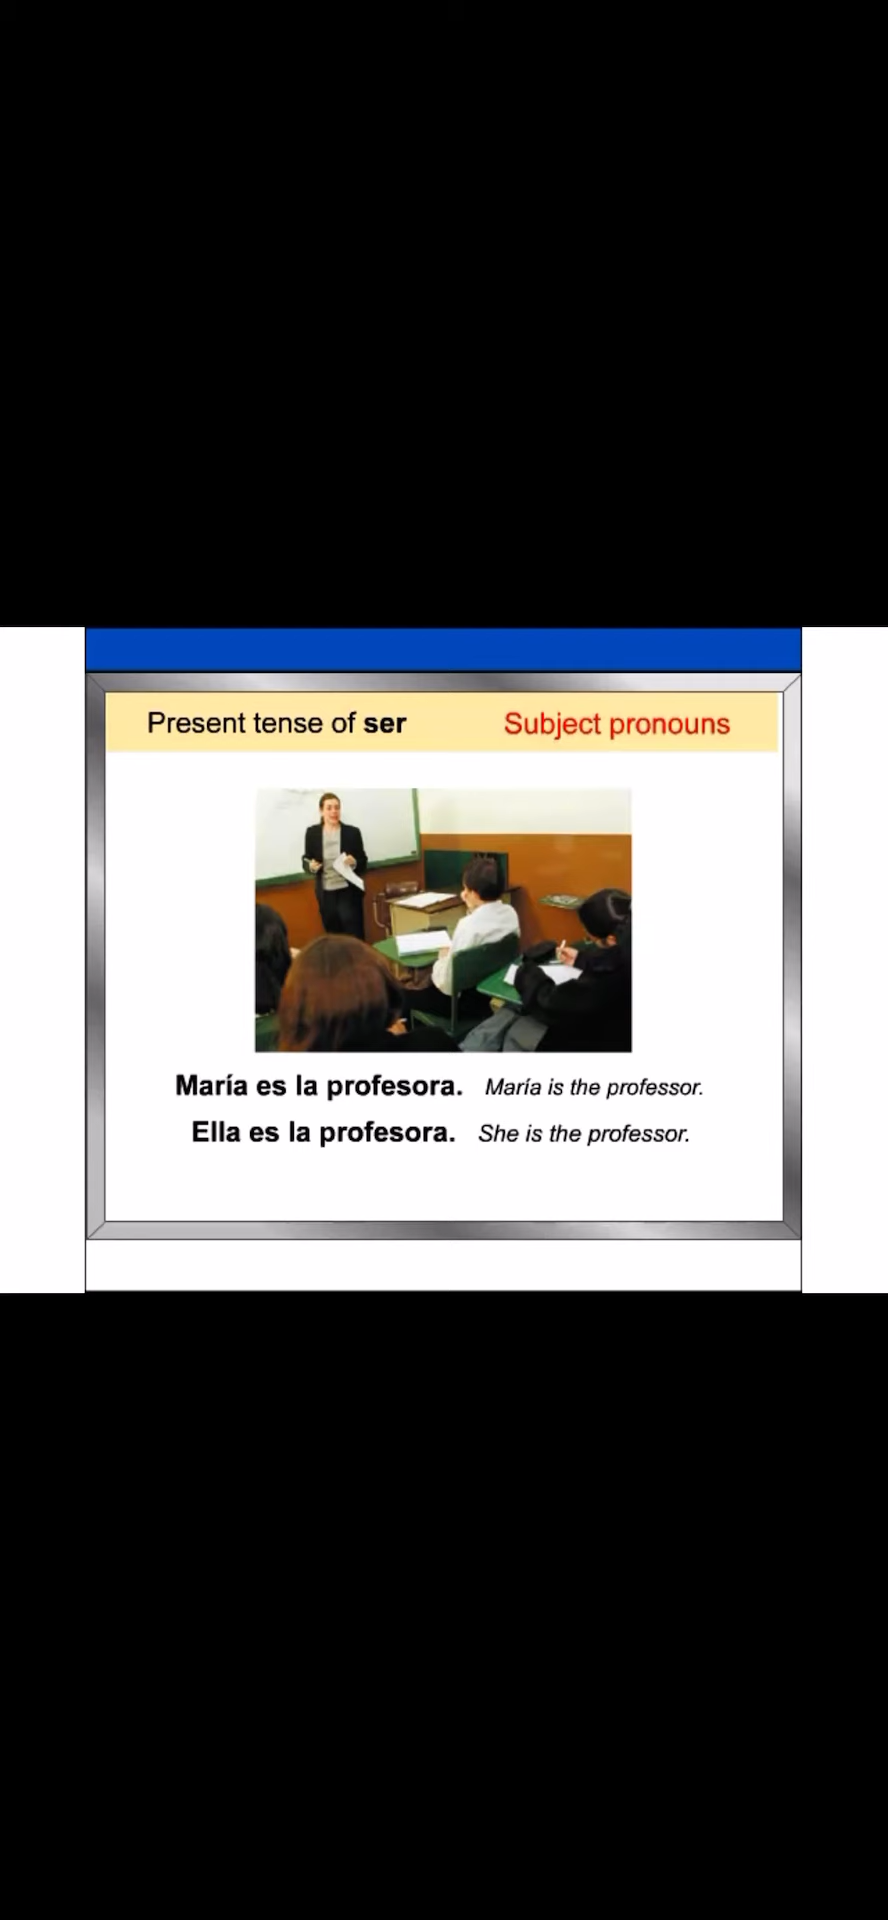 Present tense of ser Subject pronouns
María es la profesora. María is the professor.
Ella es la profesora. She is the professor.